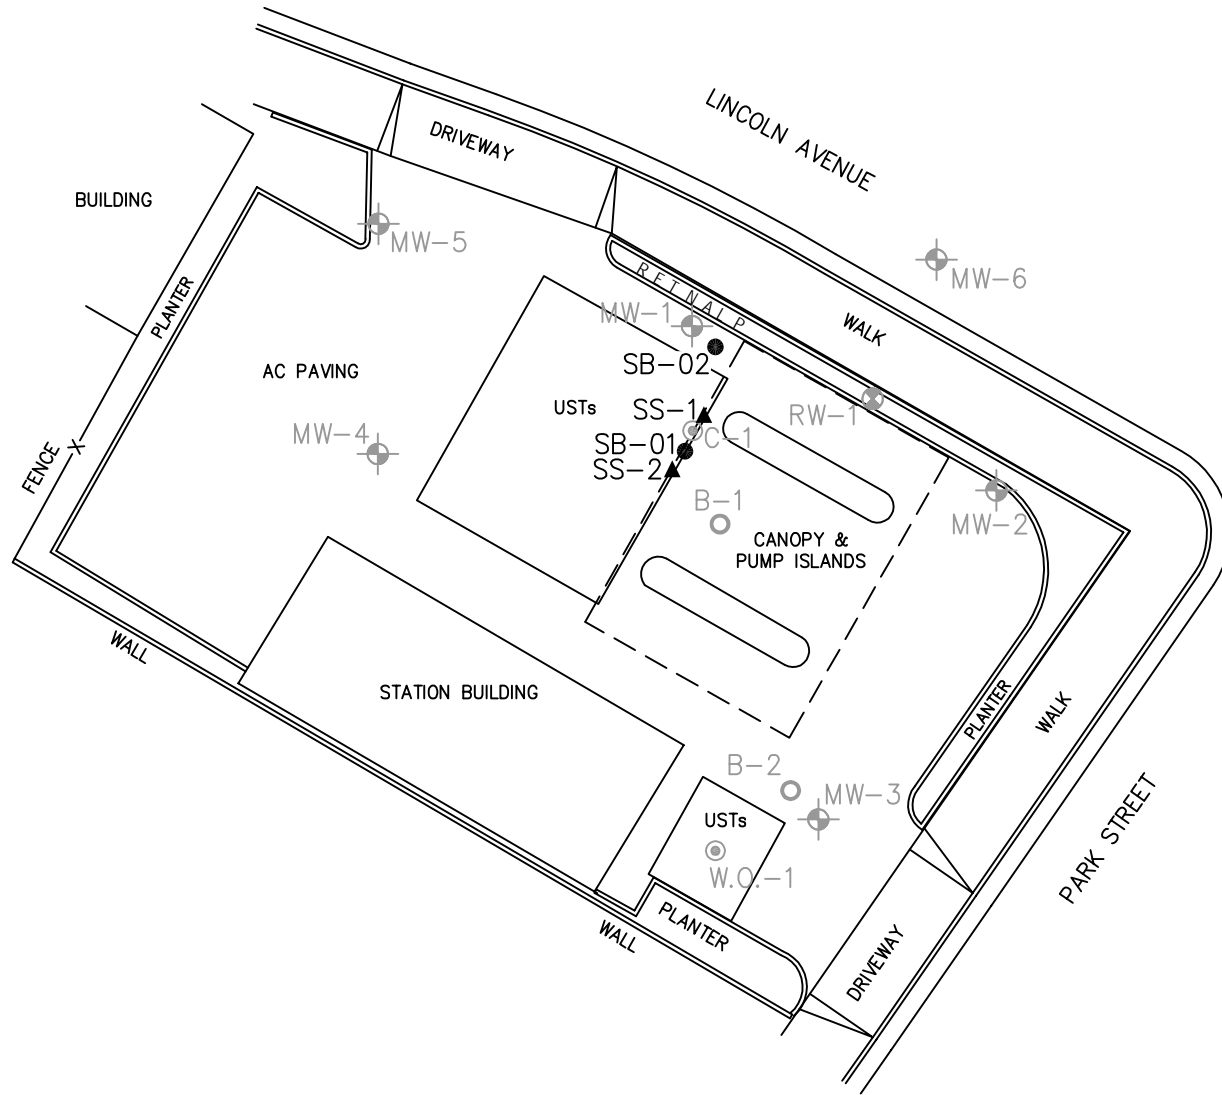 LINCOLN AVENUE
DRIVEWAY
BUILDING
MW-5
MW-6
PLANTER
RETNALP
MW-1
WALK
SB-02
AC PAVING
USTs
SS-1
RW-1
MW-4
SB-01
C-1
SS-2
FENCE X
B-1
MW-2
CANOPY &
PUMP ISLANDS
WALL
STATION BUILDING
PLANTER
WALK
B-2
MW-3
USTs
PARK STREET
W.O.-1
PLANTER
WALL
DRIVEWAY